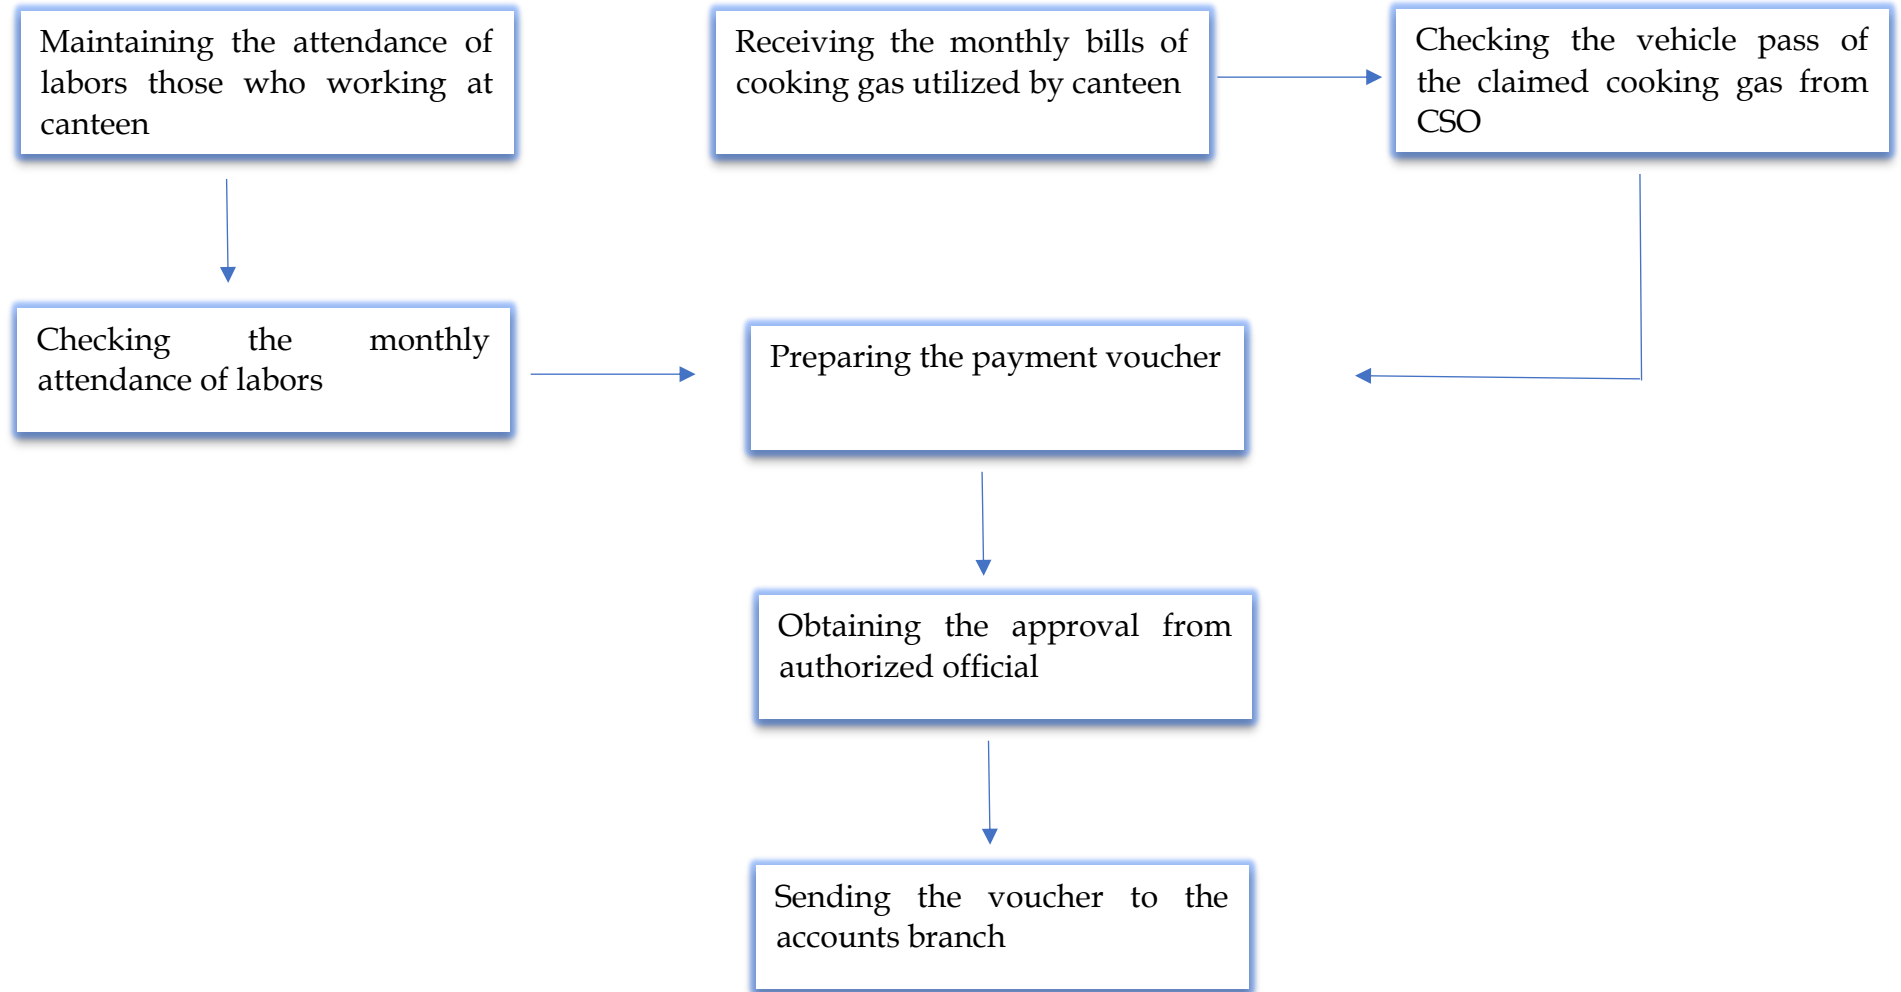 Maintaining the attendance of
labors those who working at
canteen
Receiving the monthly bills of
cooking gas utilized by canteen
Checking the vehicle pass of
the claimed cooking gas from
CSO
Checking the monthly
attendance of labors
Preparing the payment voucher
Obtaining the approval from
authorized official
Sending the voucher to the
accounts branch